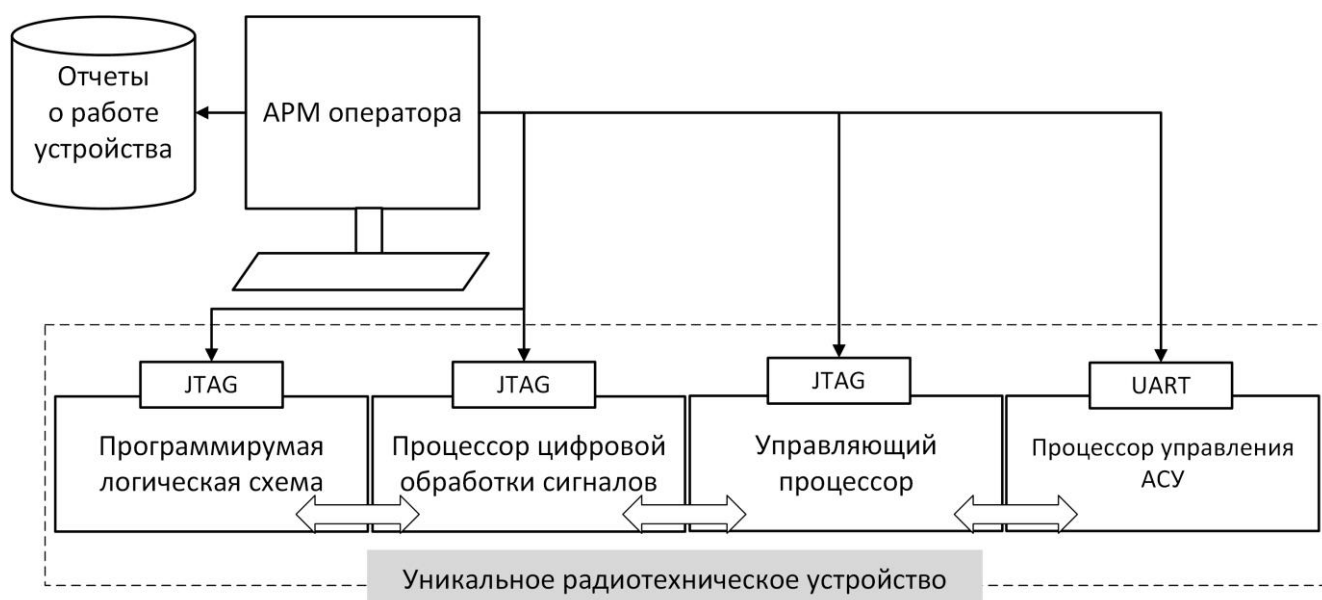 Отчеты
о работе
устройства
АРМ оператора
JTAG
JTAG
JTAG
UART
Программирумая
логическая схема
Процессор цифровой
обработки сигналов
Управляющий
процессор
Процессор управления
АСУ
Уникальное радиотехническое устройство